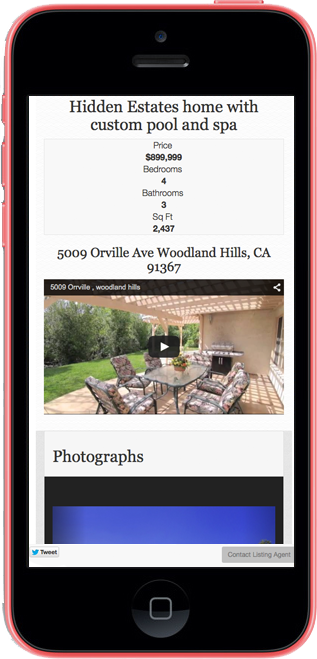 Hidden Estates home with
custom pool and spa
Price
$899,999
Bedrooms
4
Bathrooms
3
Sq Ft
2,437
5009 Orville Ave Woodland Hills, CA
91367
5009 Orrville , woodland hills
Photographs
Tweet
Contact Listing Agent